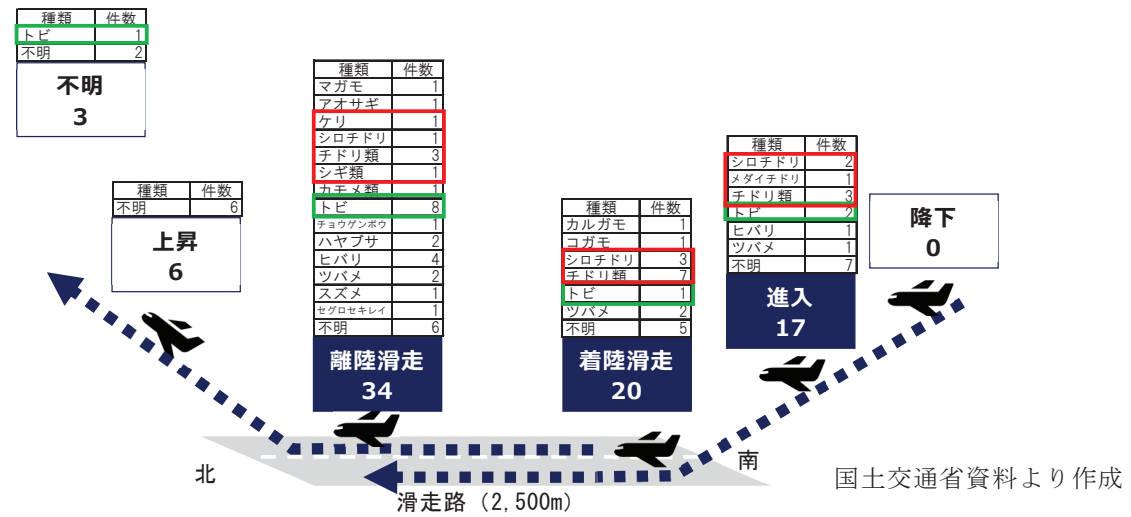 種類 件数
トビ 1
不明 2
不明
3
種類 件数
不明 6
上昇
6
種類 件数
マガモ 1
アオサギ 1
ケリ 1
シロチドリ 1
チドリ類 3
シギ類 1
カモメ類 1
トビ 8
チョウゲンボウ 1
ハヤブサ 2
ヒバリ 4
ツバメ 2
スズメ 1
セグロセキレイ 1
不明 6
離陸滑走
34
種類 件数
カルガモ 1
コガモ 1
シロチドリ 3
チドリ類 7
トビ 1
ツバメ 2
不明 5
着陸滑走
20
種類 件数
シロチドリ 2
メダイチドリ 1
チドリ類 3
トビ 2
ヒバリ 1
ツバメ 1
不明 7
進入
17
降下
0
北
南
滑走路（2,500m）
国土交通省資料より作成